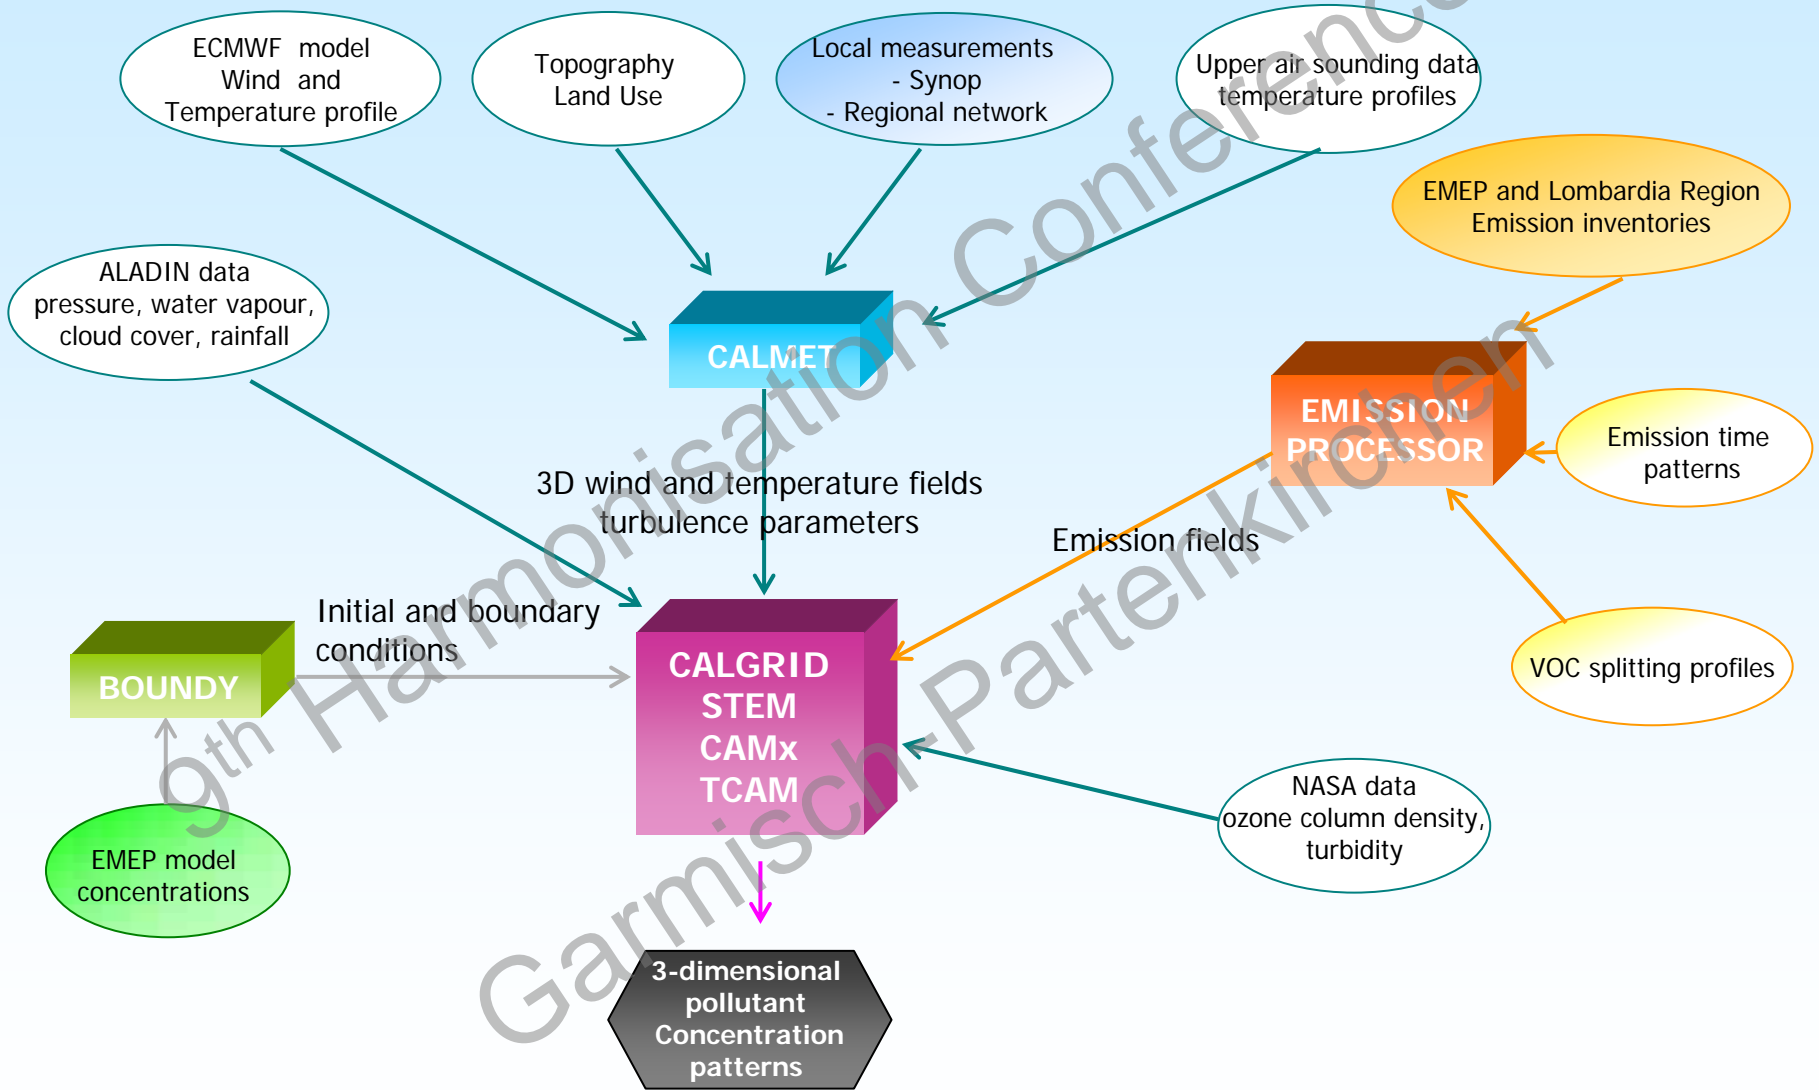 ECMWF model
Wind and
Temperature profile
Topography
Land Use
Local measurements
- Synop
- Regional network
Upper air sounding data
temperature profiles
EMEP and Lombardia Region
Emission inventories
ALADIN data
pressure, water vapour,
cloud cover, rainfall
CALMET
EMISSION
PROCESSOR
Emission time
patterns
3D wind and temperature fields
turbulence parameters
Emission fields
Initial and boundary
conditions
BOUNDY
CALGRID
STEM
CAMx
TCAM
VOC splitting profiles
NASA data
ozone column density,
turbidity
EMEP model
concentrations
3-dimensional
pollutant
Concentration
patterns
9th Harmonisation Conference
Garmisch-Partenkirchen